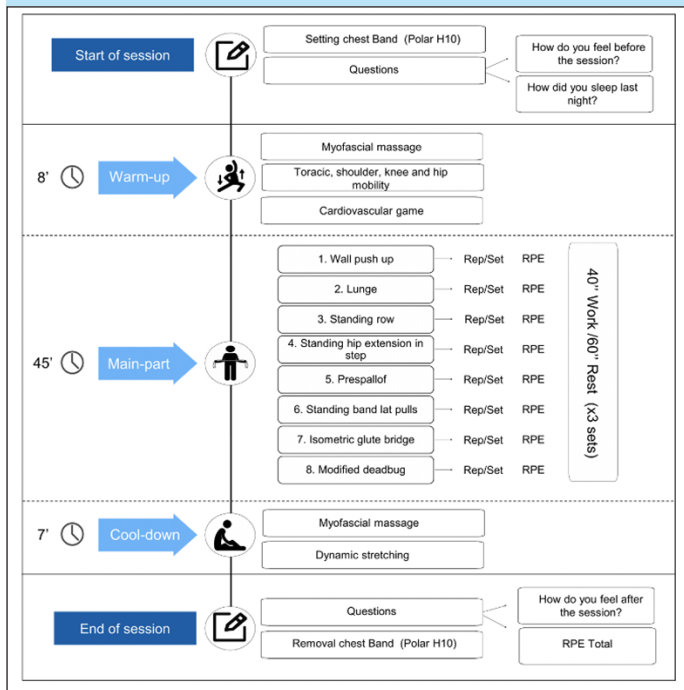 Start of session
Setting chest Band (Polar H10)
Questions
How do you feel before
the session?
How did you sleep last
night?
8'
Warm-up
Myofascial massage
Toracic, shoulder, knee and hip
mobility
Cardiovascular game
45'
Main-part
1. Wall push up
Rep/Set
RPE
2. Lunge
Rep/Set
RPE
3. Standing row
Rep/Set
RPE
4. Standing hip extension in
step
Rep/Set
RPE
5. Prespallof
Rep/Set
RPE
6. Standing band lat pulls
Rep/Set
RPE
7. Isometric glute bridge
Rep/Set
RPE
8. Modified deadbug
Rep/Set
RPE
40" Work /60" Rest (x3 sets)
7'
Cool-down
Myofascial massage
Dynamic stretching
End of session
Questions
How do you feel after
the session?
RPE Total
Removal chest Band (Polar H10)